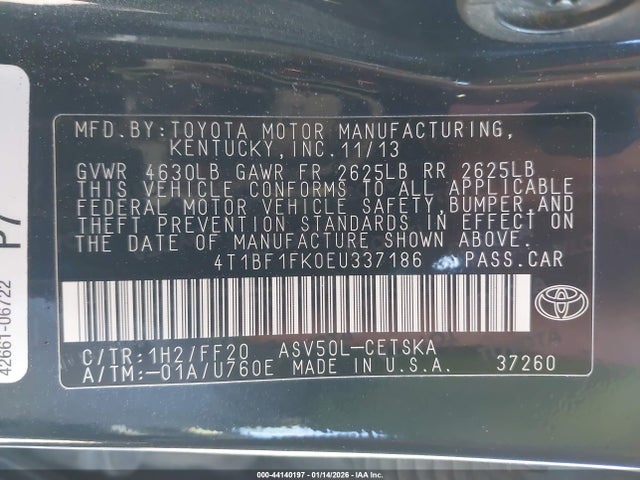 MFD.BY:TOYOTA MOTOR MANUFACTURING,
KENTUCKY, INC. 11/13
GVWR 4630LB GAWR FR 2625LB RR 2625LB
THIS VEHICLE CONFORMS TO ALL APPLICABLE
FEDERAL MOTOR VEHICLE SAFETY, BUMPER, AND
THEFT PREVENTION STANDARDS IN EFFECT ON
THE DATE OF MANUFACTURE SHOWN ABOVE.
4T1BF1FK0EU337186 PASS.CAR
C/TR:1H2/FF20 ASV50L-CETSKA
A/TM:-01A/U760E MADE IN U.S.A. 37260
42661-06722
P7
000-44140197 - 01/14/2026 - IAA Inc.